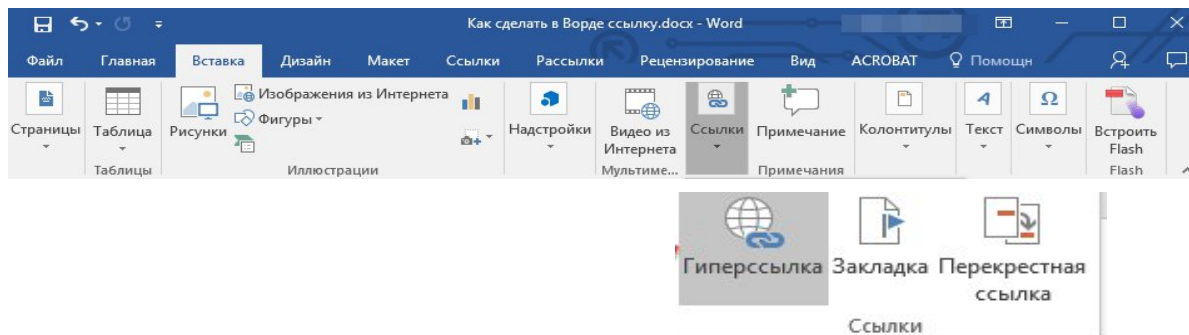 Как сделать в Ворде ссылку.docx - Word
Файл Главная Вставка Дизайн Макет Ссылки Рассылки Рецензирование Вид ACROBAT Помощн
Изображения из Интернета
Фигуры
Страницы Таблица Рисунки Надстройки Видео из Интернета Ссылки Примечание Колонтитулы Текст Символы Встроить Flash
Таблицы Иллюстрации Мультиме... Примечания Flash
Гиперссылка Закладка Перекрестная
ссылка
Ссылки